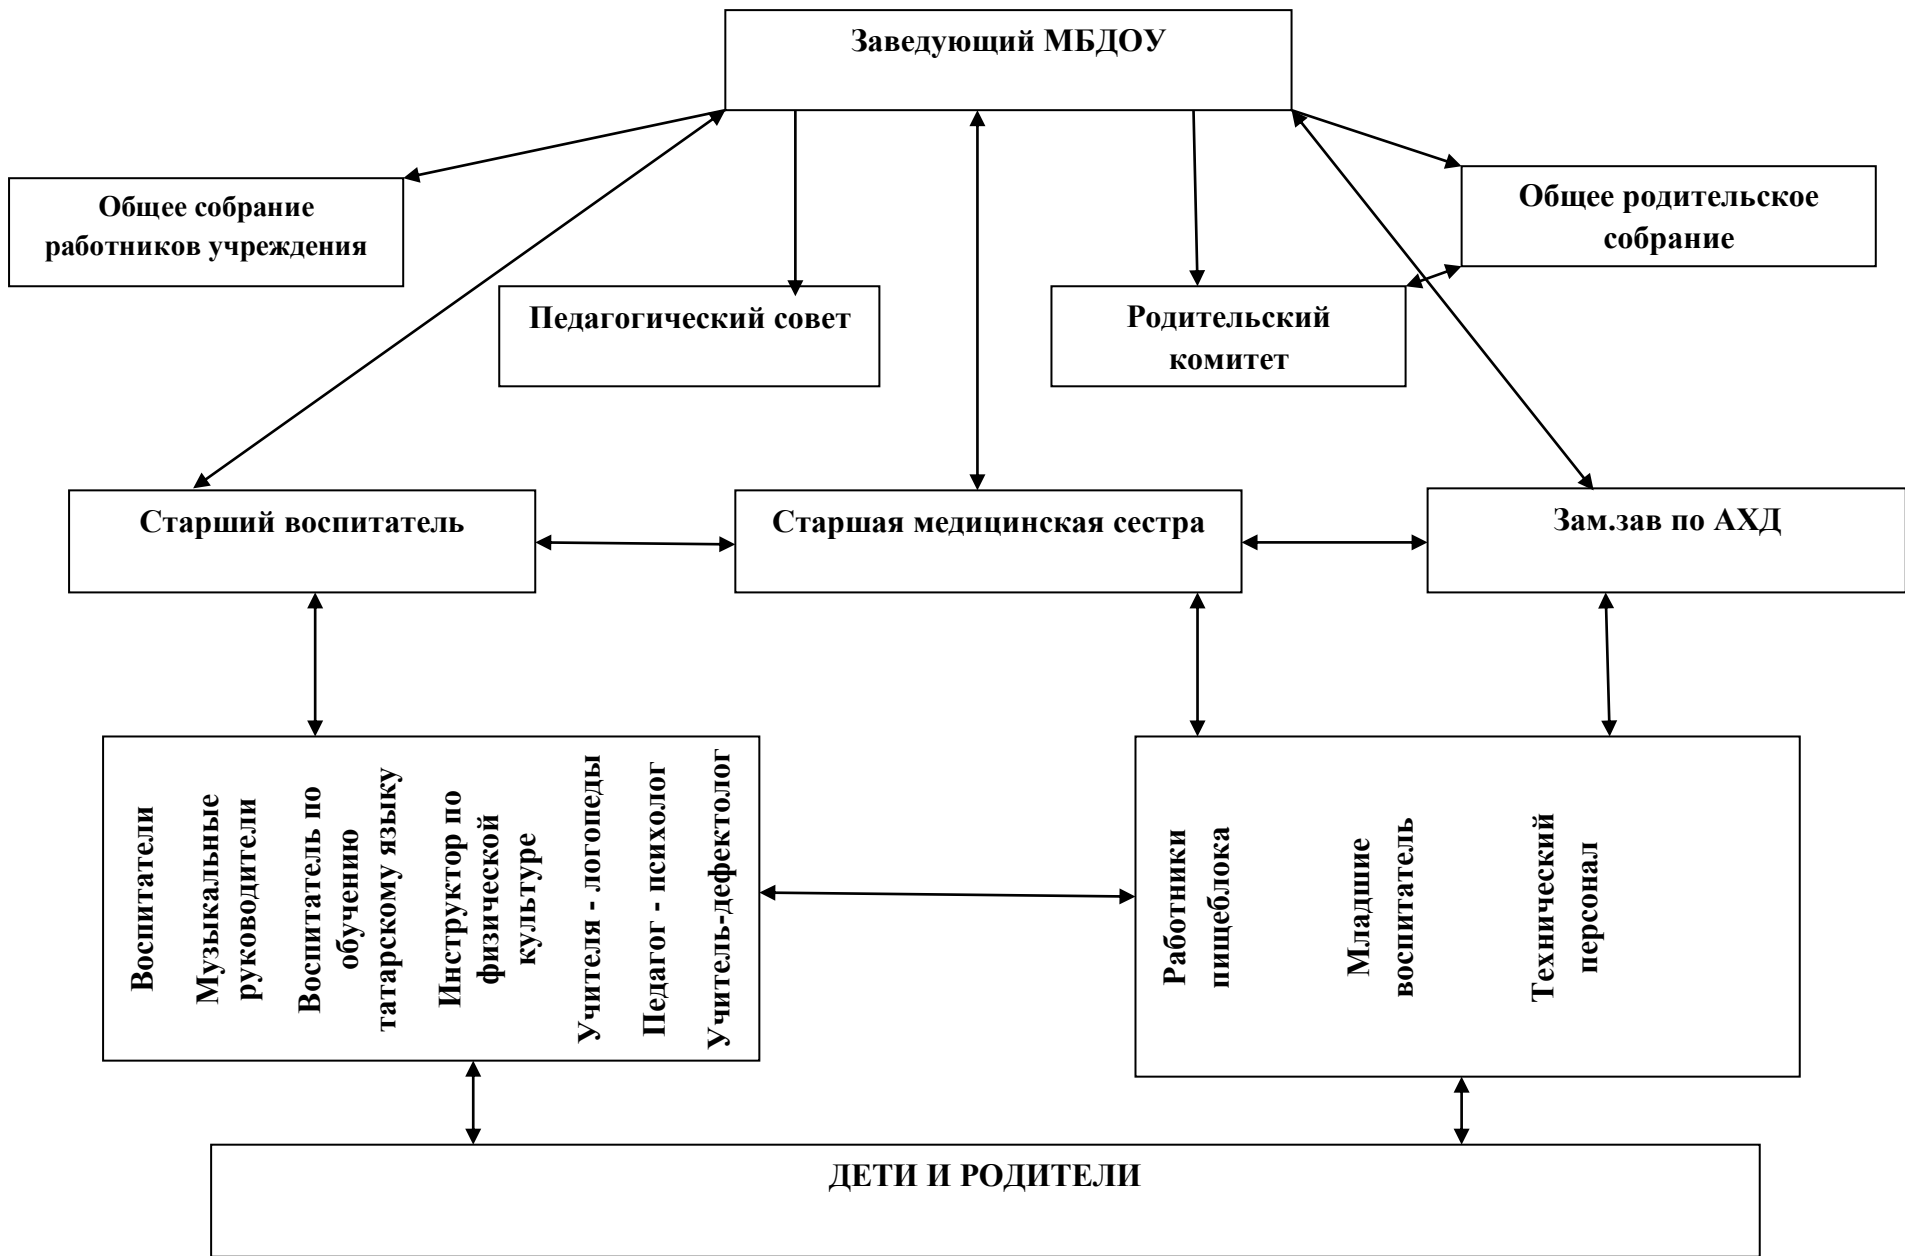 Заведующий МБДОУ
Общее собрание
работников учреждения
Общее родительское
собрание
Педагогический совет
Родительский
комитет
Старший воспитатель
Старшая медицинская сестра
Зам.зав по АХД
Воспитатели
Музыкальные
руководители
Воспитатель по
обучению
татарскому языку
Инструктор по
физической
культуре
Учителя - логопеды
Педагог - психолог
Учитель-дефектолог
Работники
пищеблока
Младшие
воспитатель
Технический
персонал
ДЕТИ И РОДИТЕЛИ